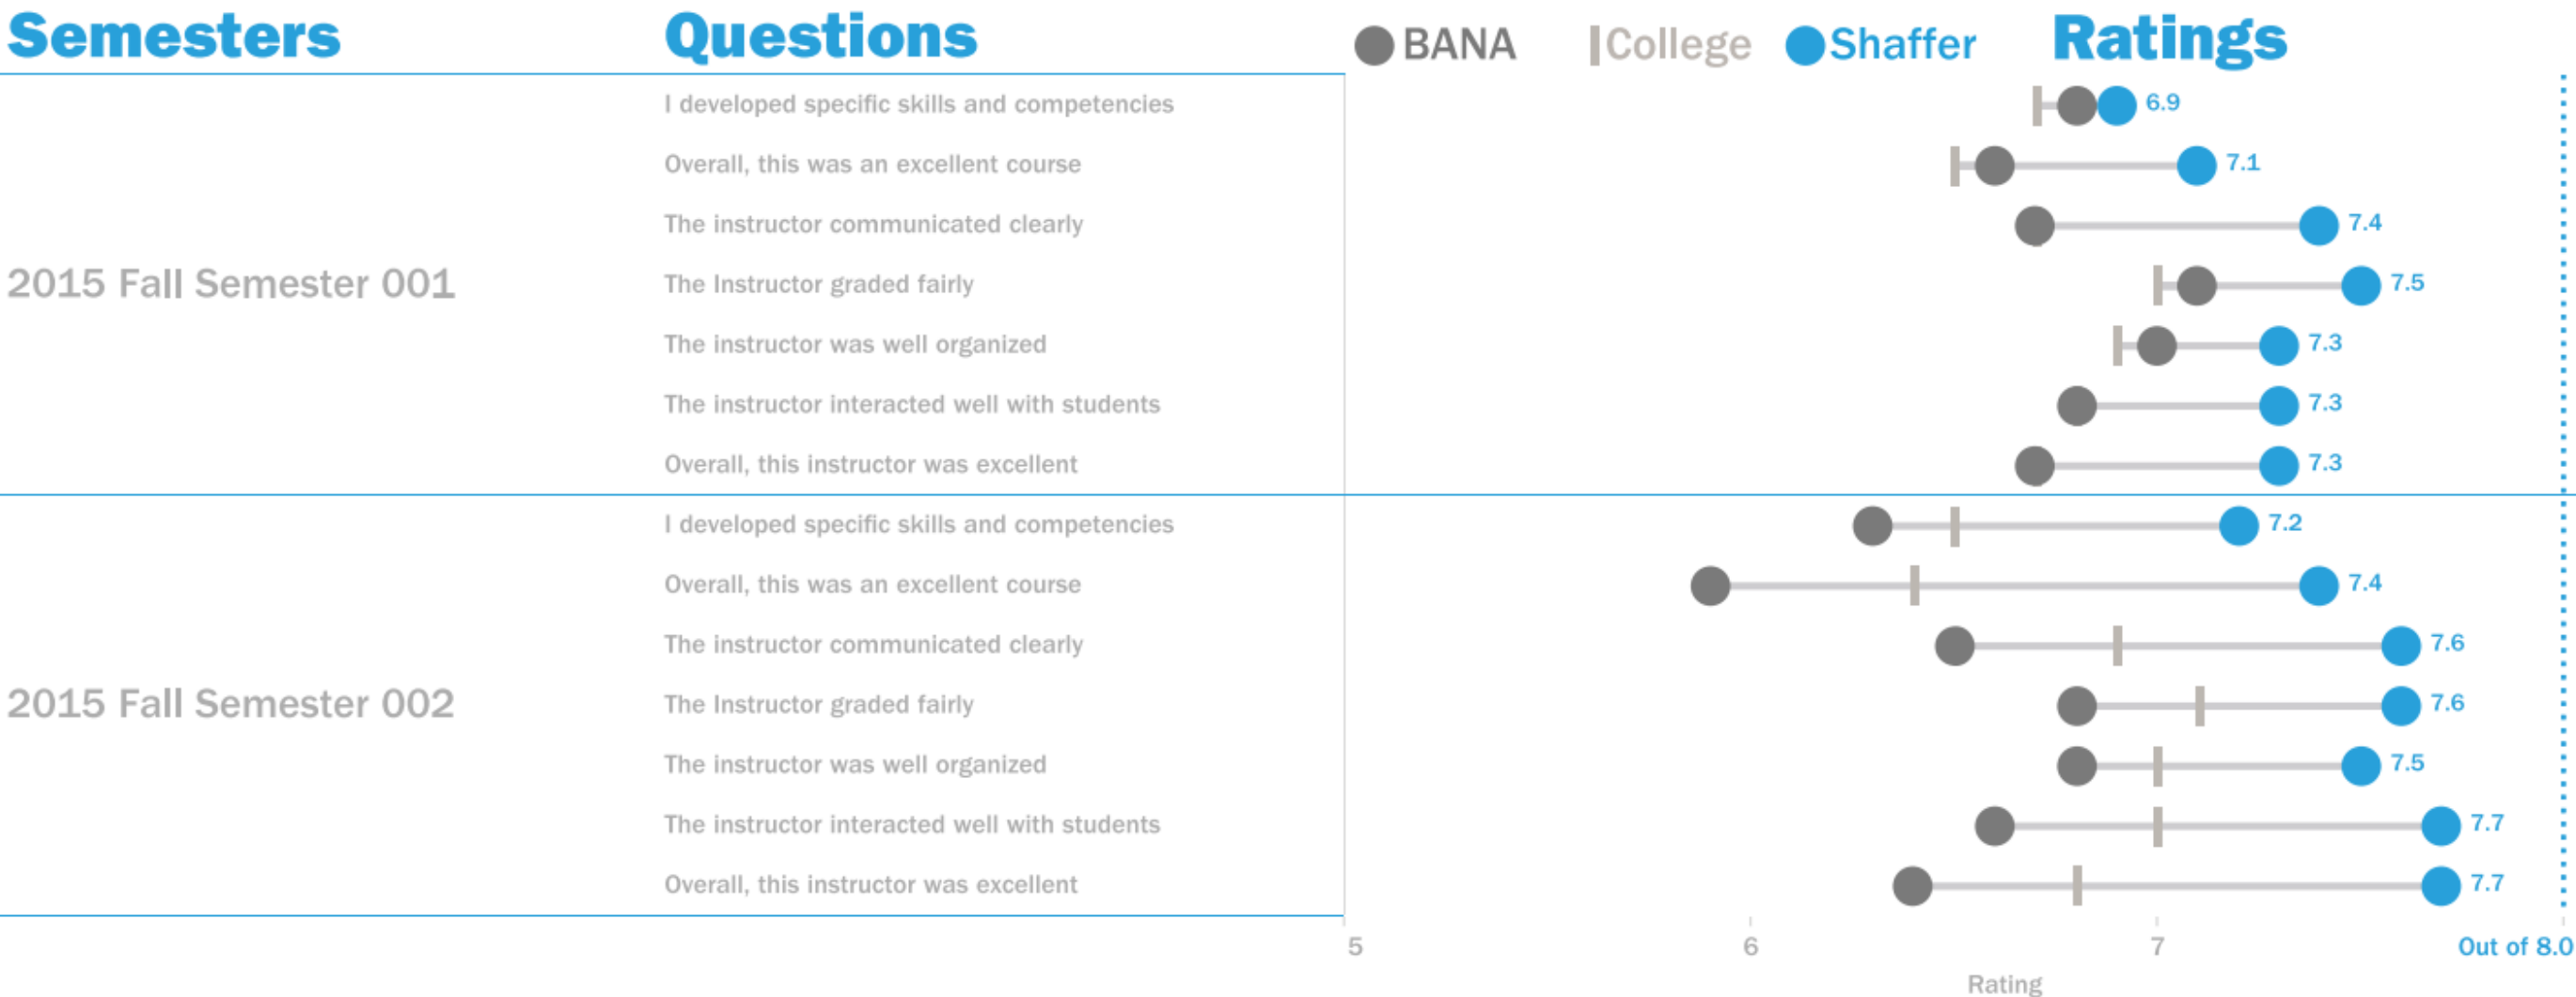 Semesters Questions BANA College Shaffer Ratings
I developed specific skills and competencies 6.9
Overall, this was an excellent course 7.1
The instructor communicated clearly 7.4
2015 Fall Semester 001 The Instructor graded fairly 7.5
The instructor was well organized 7.3
The instructor interacted well with students 7.3
Overall, this instructor was excellent 7.3
I developed specific skills and competencies 7.2
Overall, this was an excellent course 7.4
The instructor communicated clearly 7.6
2015 Fall Semester 002 The Instructor graded fairly 7.6
The instructor was well organized 7.5
The instructor interacted well with students 7.7
Overall, this instructor was excellent 7.7
5 6 7 Out of 8.0
Rating